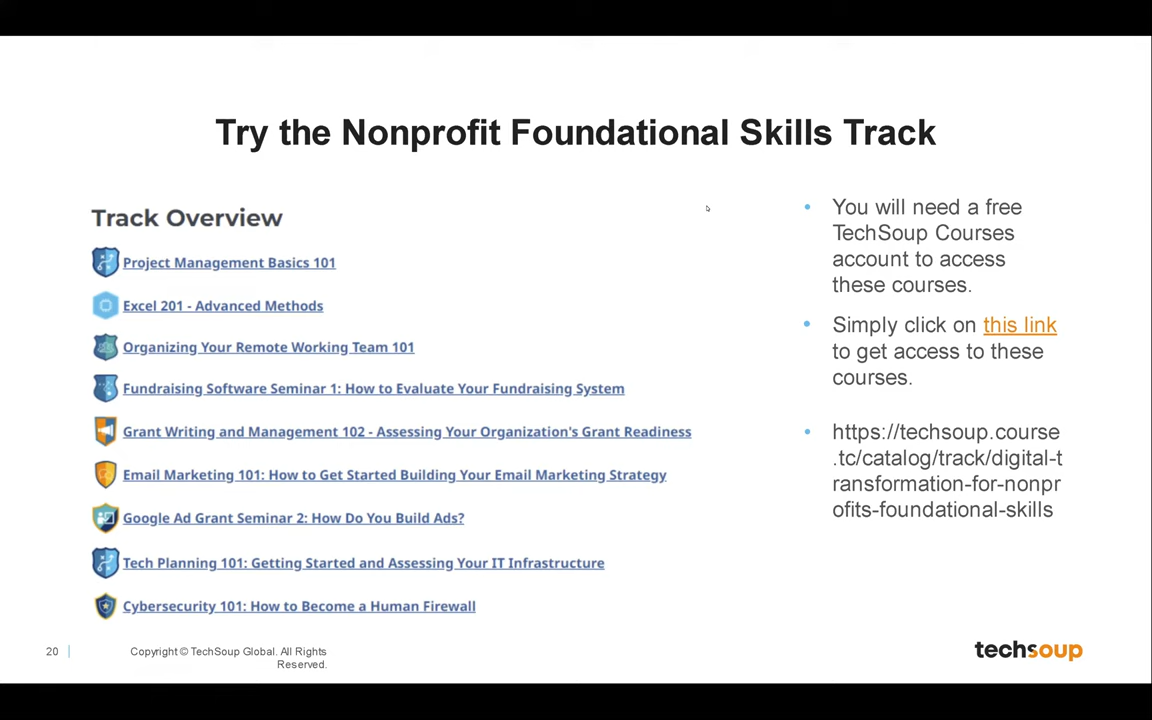 Try the Nonprofit Foundational Skills Track
Track Overview
Project Management Basics 101
Excel 201 - Advanced Methods
Organizing Your Remote Working Team 101
Fundraising Software Seminar 1: How to Evaluate Your Fundraising System
Grant Writing and Management 102 - Assessing Your Organization's Grant Readiness
Email Marketing 101: How to Get Started Building Your Email Marketing Strategy
Google Ad Grant Seminar 2: How Do You Build Ads?
Tech Planning 101: Getting Started and Assessing Your IT Infrastructure
Cybersecurity 101: How to Become a Human Firewall
• You will need a free
TechSoup Courses
account to access
these courses.
• Simply click on this link
to get access to these
courses.
• https://techsoup.course
.tc/catalog/track/digital-t
ransformation-for-nonpr
ofits-foundational-skills
20
Copyright © TechSoup Global. All Rights
Reserved.
techsoup